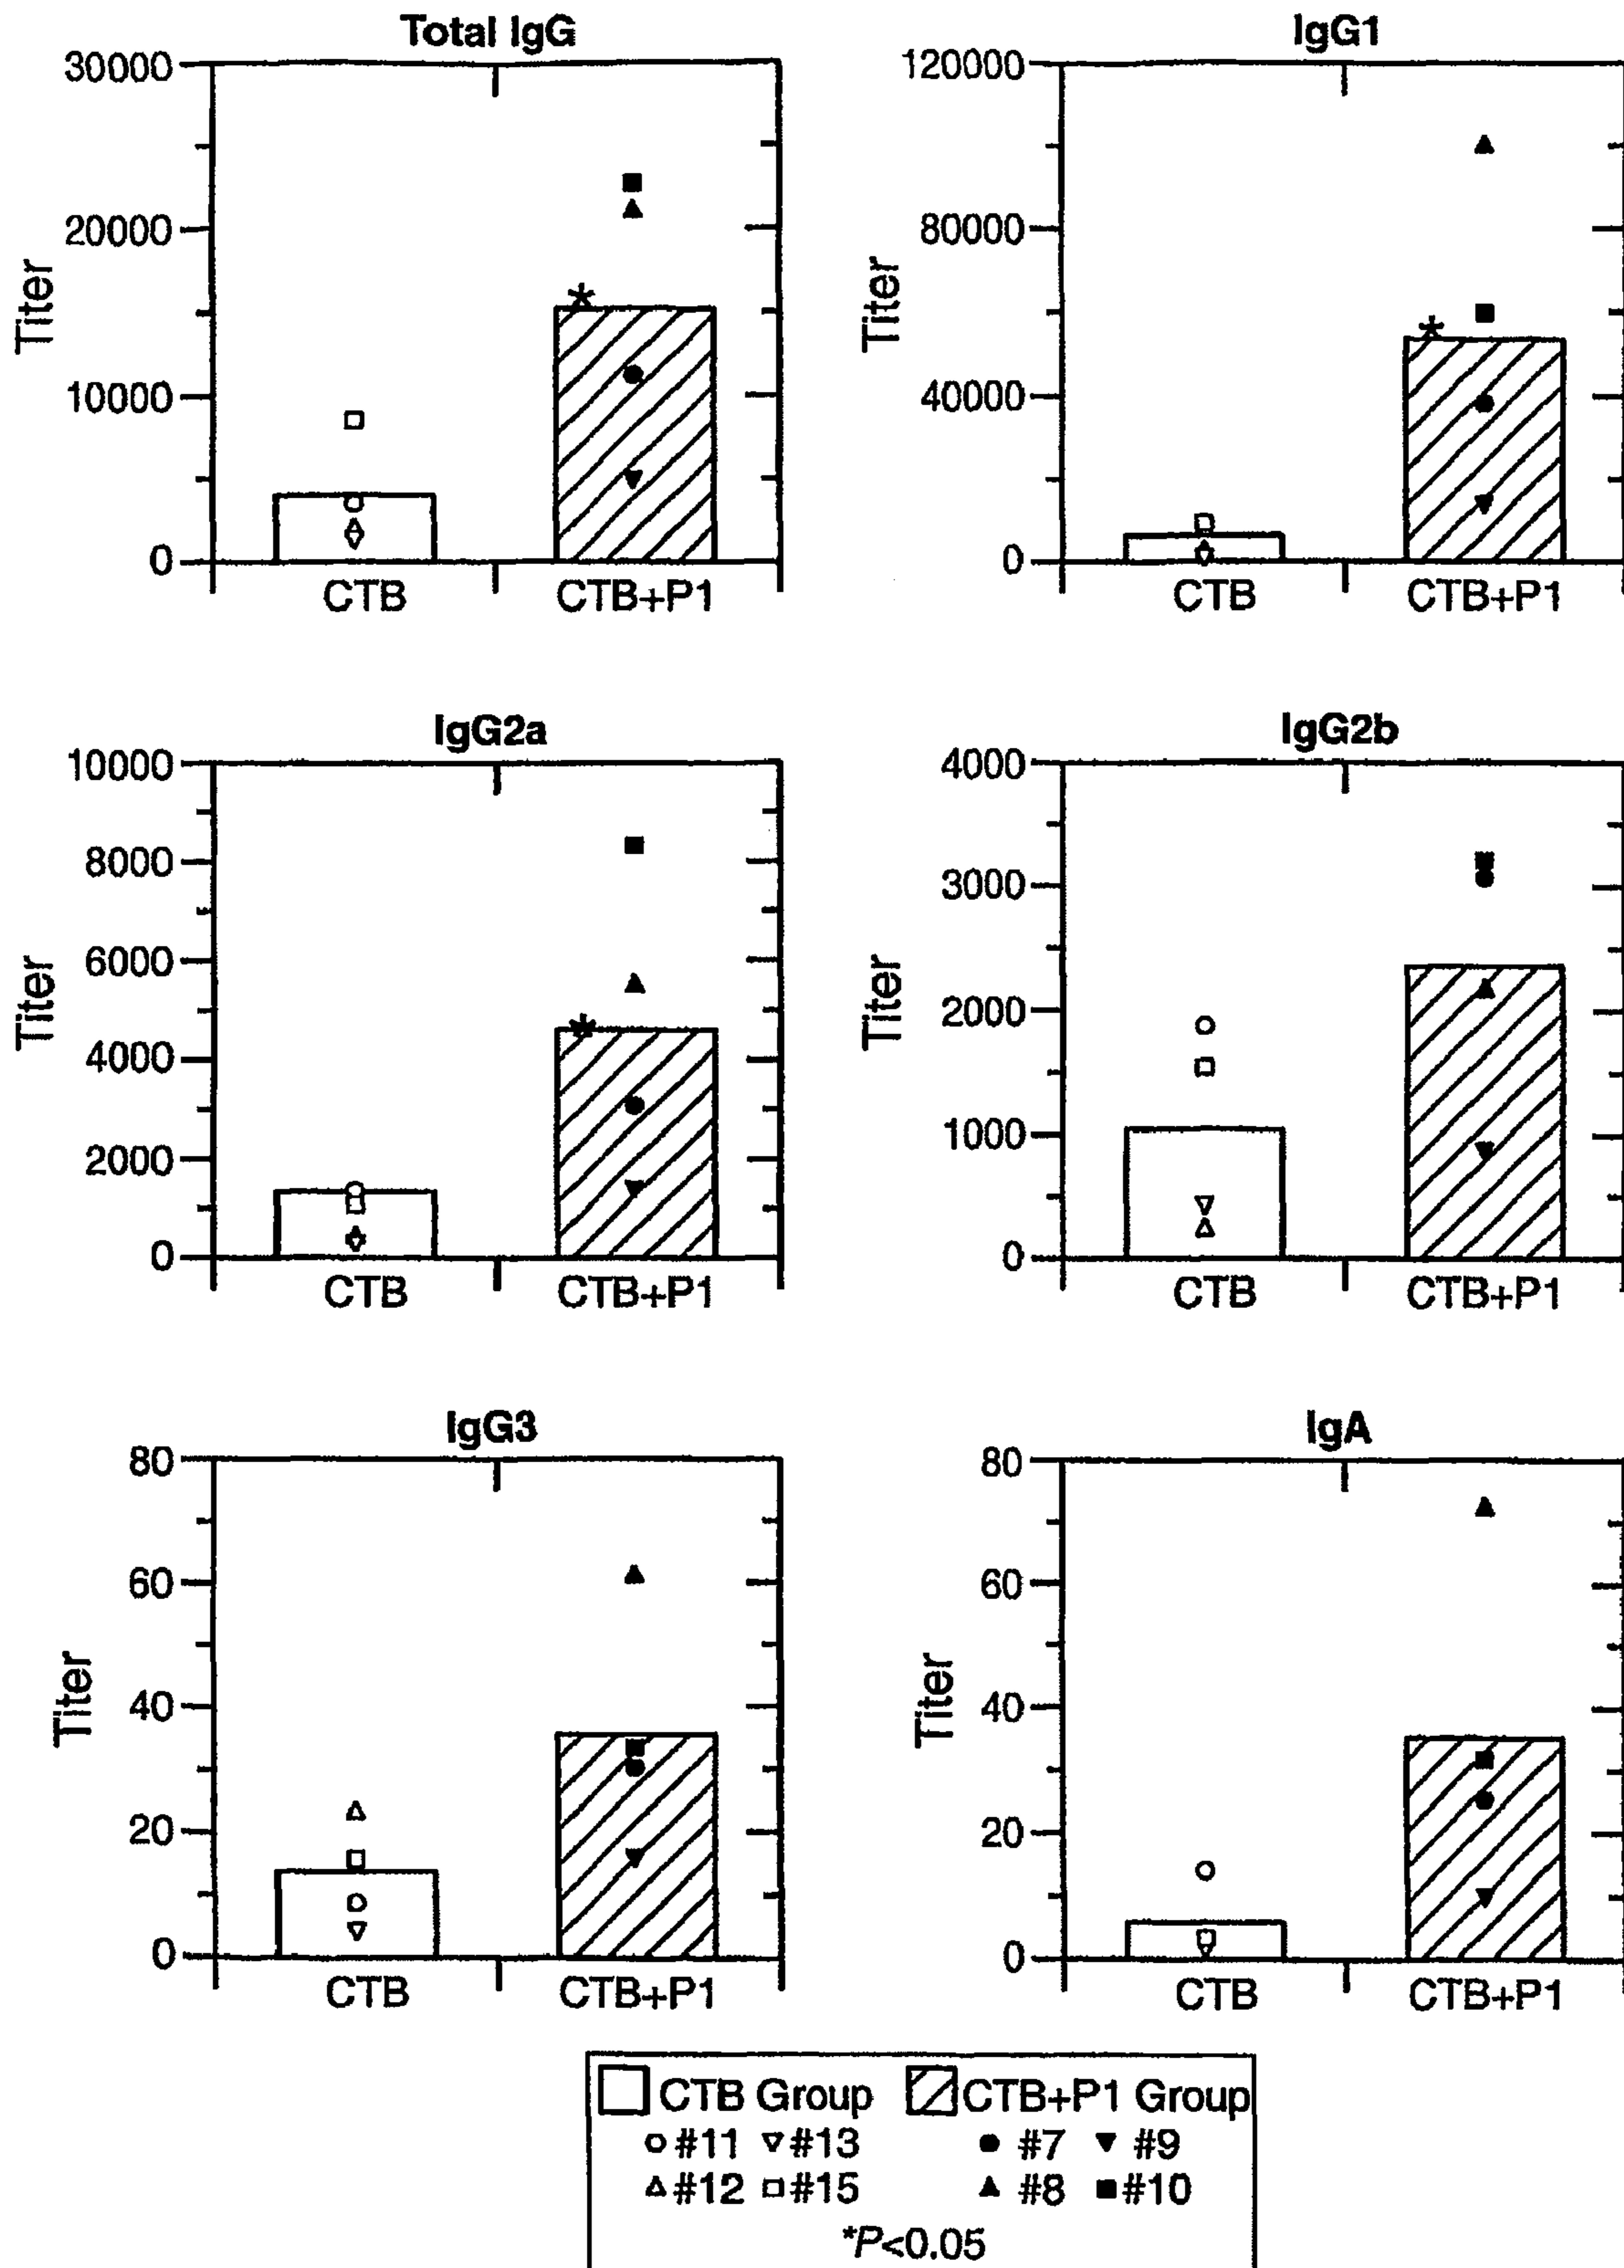 Total IgG
30000
20000
10000
0
Titer
CTB
CTB+P1
IgG1
120000
80000
40000
0
Titer
CTB
CTB+P1
IgG2a
10000
8000
6000
4000
2000
0
Titer
CTB
CTB+P1
IgG2b
4000
3000
2000
1000
0
Titer
CTB
CTB+P1
IgG3
80
60
40
20
0
Titer
CTB
CTB+P1
IgA
80
60
40
20
0
Titer
CTB
CTB+P1
CTB Group CTB+P1 Group
#11 #13 #7 #9
#12 #15 #8 #10
*P<0.05